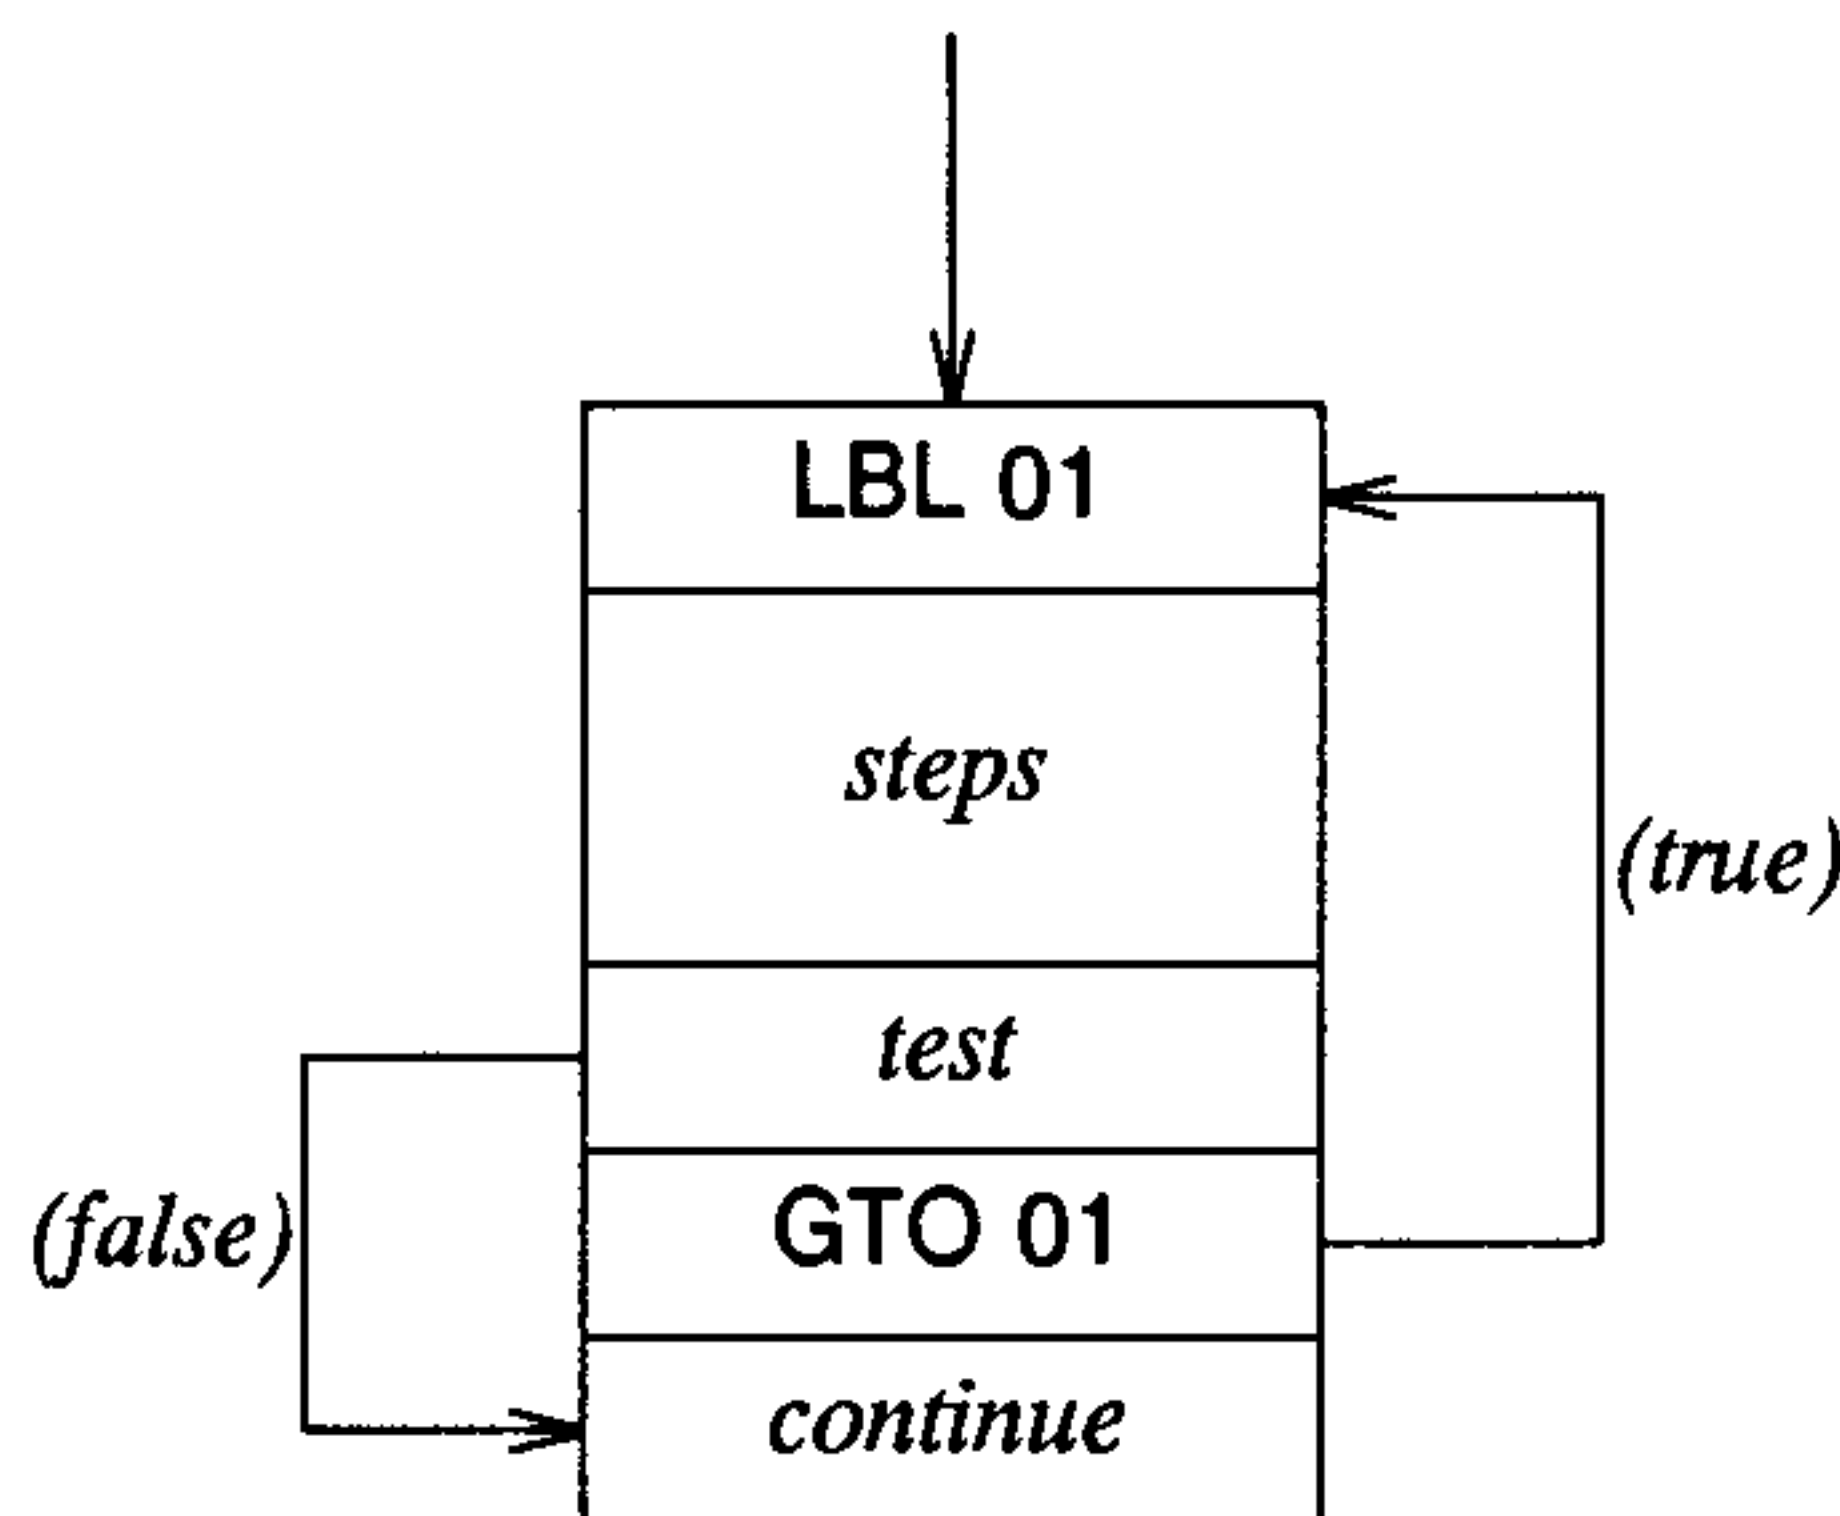 LBL 01
steps
(true)
test
(false)
GTO 01
continue